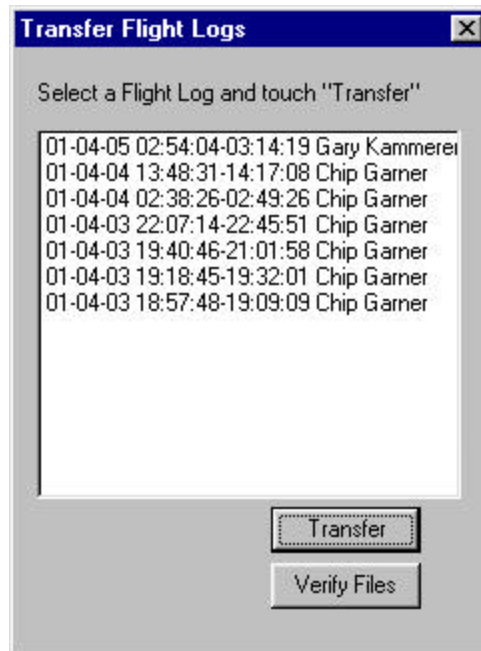 Transfer Flight Logs
Select a Flight Log and touch "Transfer"
01-04-05 02:54:04-03:14:19 Gary Kammerer
01-04-04 13:48:31-14:17:08 Chip Garner
01-04-04 02:38:26-02:49:26 Chip Garner
01-04-03 22:07:14-22:45:51 Chip Garner
01-04-03 19:40:46-21:01:58 Chip Garner
01-04-03 19:18:45-19:32:01 Chip Garner
01-04-03 18:57:48-19:09:09 Chip Garner
Transfer
Verify Files